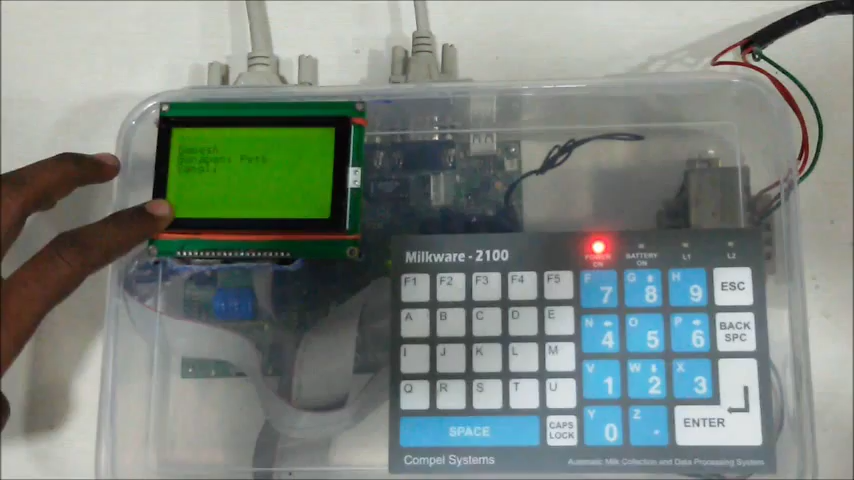 Milkware - 2100
POWER ON
BATTERY ON
L1
L2
F1 F2 F3 F4 F5 F 7 G 8 H 9 ESC
A B C D E N 4 O 5 P 6 BACK SPC
I J K L M V 1 W 2 X 3
Q R S T U Y 0 Z . ENTER
SPACE CAPS LOCK
Compel Systems
Automatic Milk Collection and Data Processing System